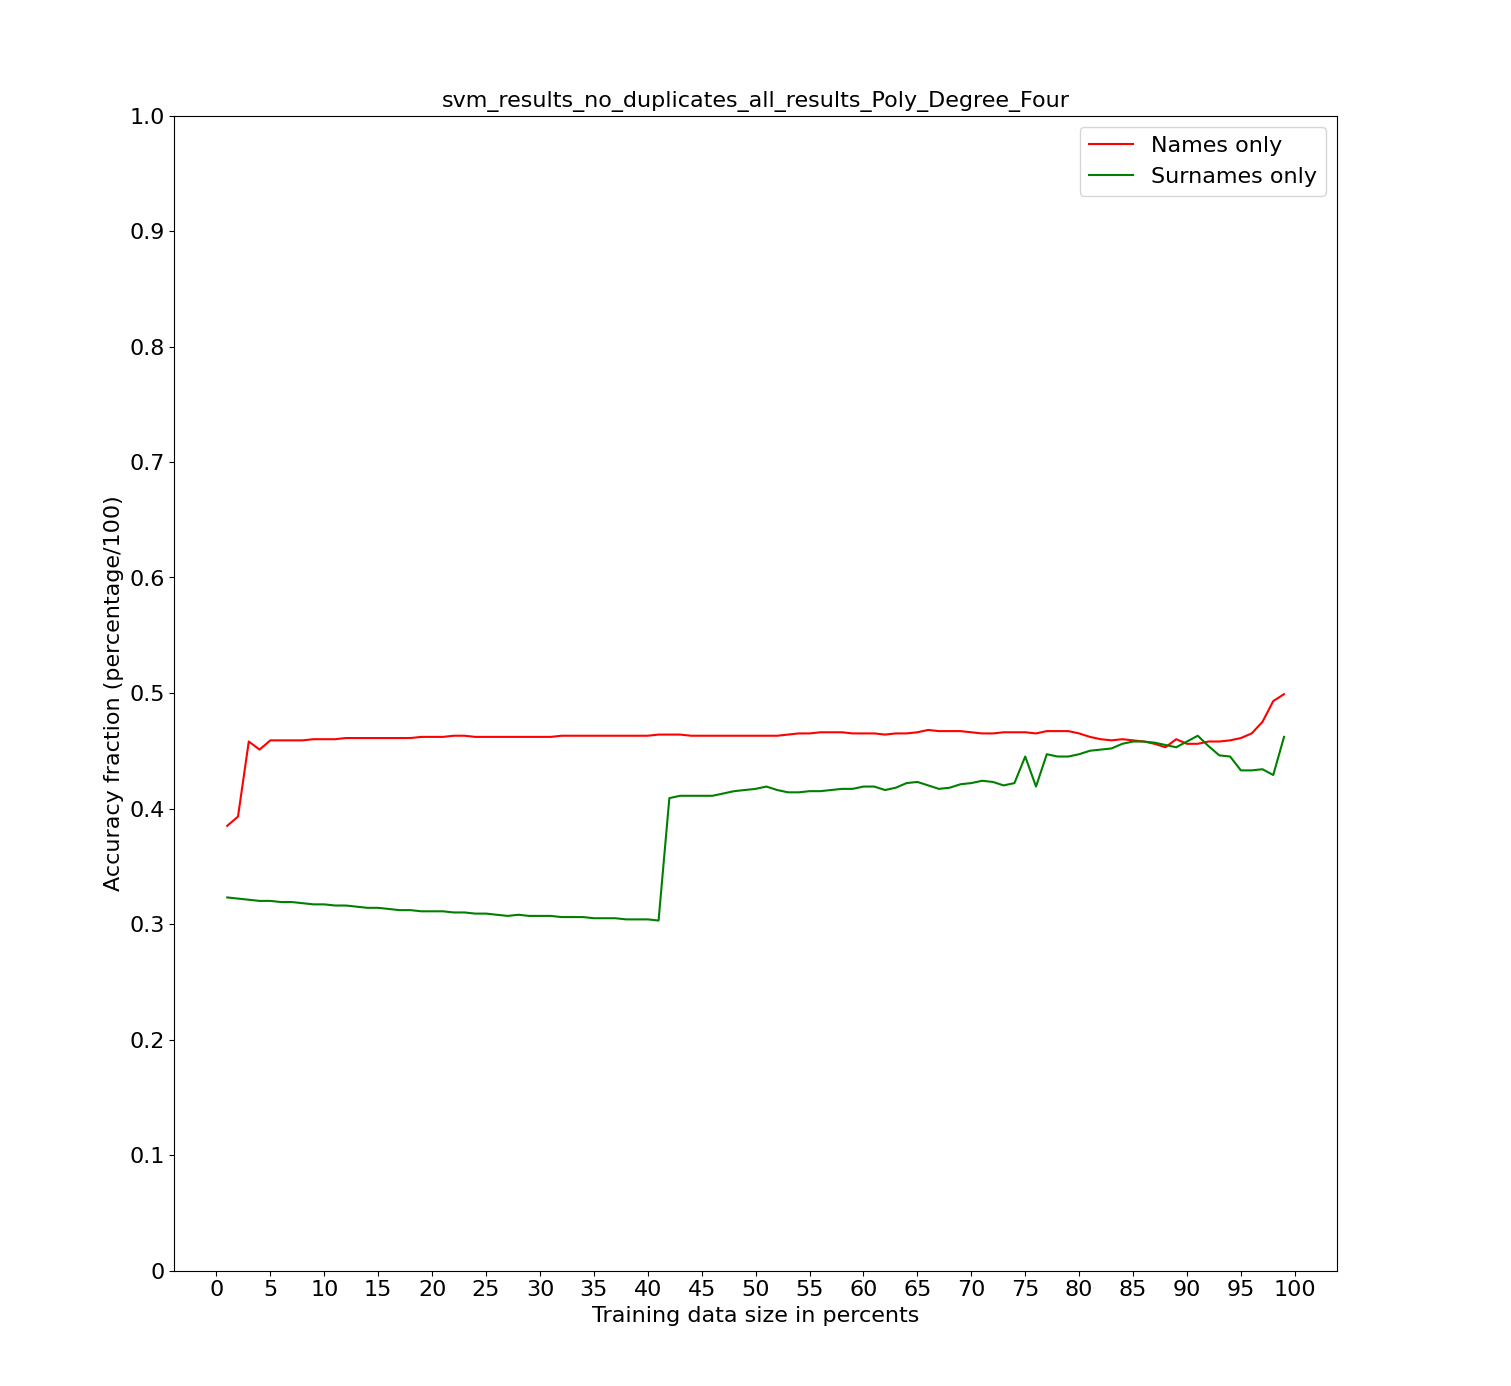 svm_results_no_duplicates_all_results_Poly_Degree_Four
Names only
Surnames only
Accuracy fraction (percentage/100)
1.0
0.9
0.8
0.7
0.6
0.5
0.4
0.3
0.2
0.1
0
0 5 10 15 20 25 30 35 40 45 50 55 60 65 70 75 80 85 90 95 100
Training data size in percents